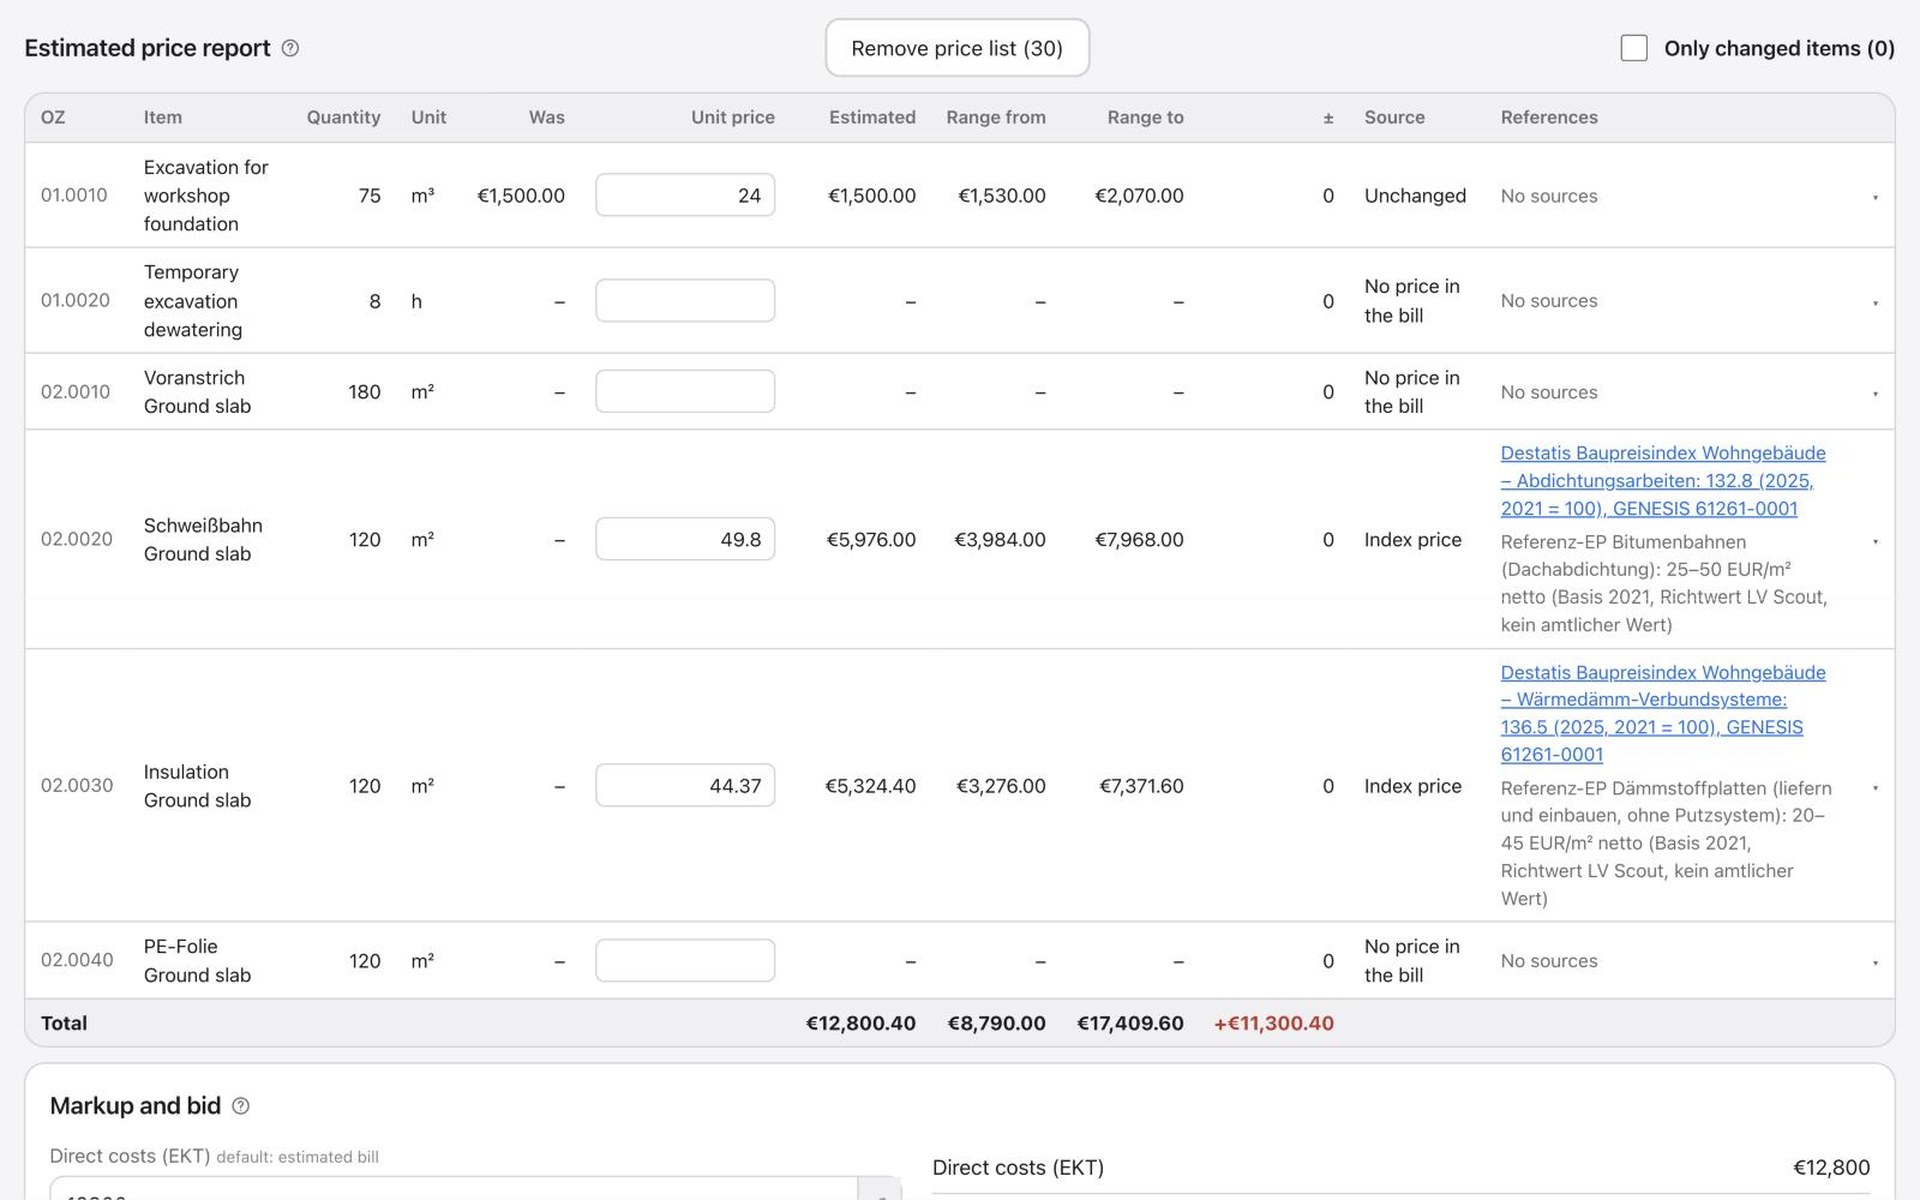 Estimated price report
Remove price list (30)
Only changed items (0)
OZ Item Quantity Unit Was Unit price Estimated Range from Range to ± Source References
01.0010 Excavation for workshop foundation 75 m³ €1,500.00 24 €1,500.00 €1,530.00 €2,070.00 0 Unchanged No sources
01.0020 Temporary excavation dewatering 8 h – – – – 0 No price in the bill No sources
02.0010 Voranstrich Ground slab 180 m² – – – – 0 No price in the bill No sources
02.0020 Schweißbahn Ground slab 120 m² – 49.8 €5,976.00 €3,984.00 €7,968.00 0 Index price
Destatis Baupreisindex Wohngebäude
– Abdichtungsarbeiten: 132.8 (2025,
2021 = 100), GENESIS 61261-0001
Referenz-EP Bitumenbahnen
(Dachabdichtung): 25–50 EUR/m²
netto (Basis 2021, Richtwert LV Scout,
kein amtlicher Wert)
02.0030 Insulation Ground slab 120 m² – 44.37 €5,324.40 €3,276.00 €7,371.60 0 Index price
Destatis Baupreisindex Wohngebäude
– Wärmedämm-Verbundsysteme:
136.5 (2025, 2021 = 100), GENESIS
61261-0001
Referenz-EP Dämmstoffplatten (liefern
und einbauen, ohne Putzsystem): 20–
45 EUR/m² netto (Basis 2021,
Richtwert LV Scout, kein amtlicher
Wert)
02.0040 PE-Folie Ground slab 120 m² – – – – 0 No price in the bill No sources
Total €12,800.40 €8,790.00 €17,409.60 +€11,300.40
Markup and bid
Direct costs (EKT) default: estimated bill
Direct costs (EKT) €12,800